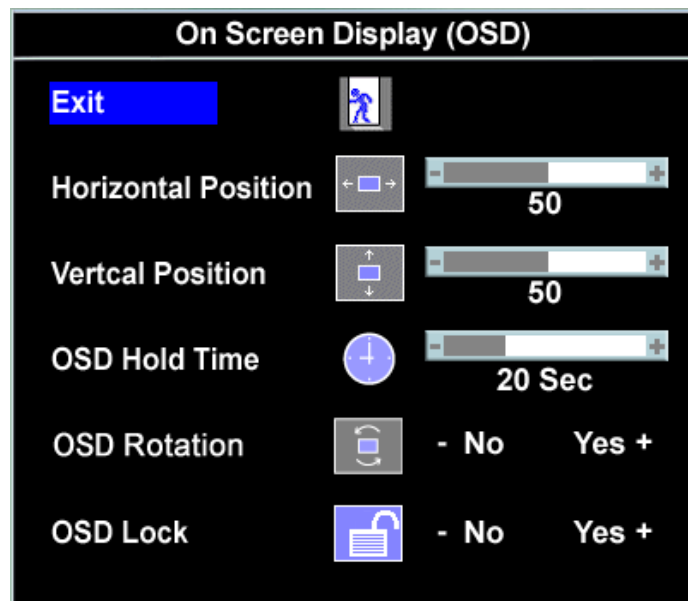 On Screen Display (OSD)
Exit
Horizontal Position - +
50
Vertcal Position - +
50
OSD Hold Time - +
20 Sec
OSD Rotation - No Yes +
OSD Lock - No Yes +